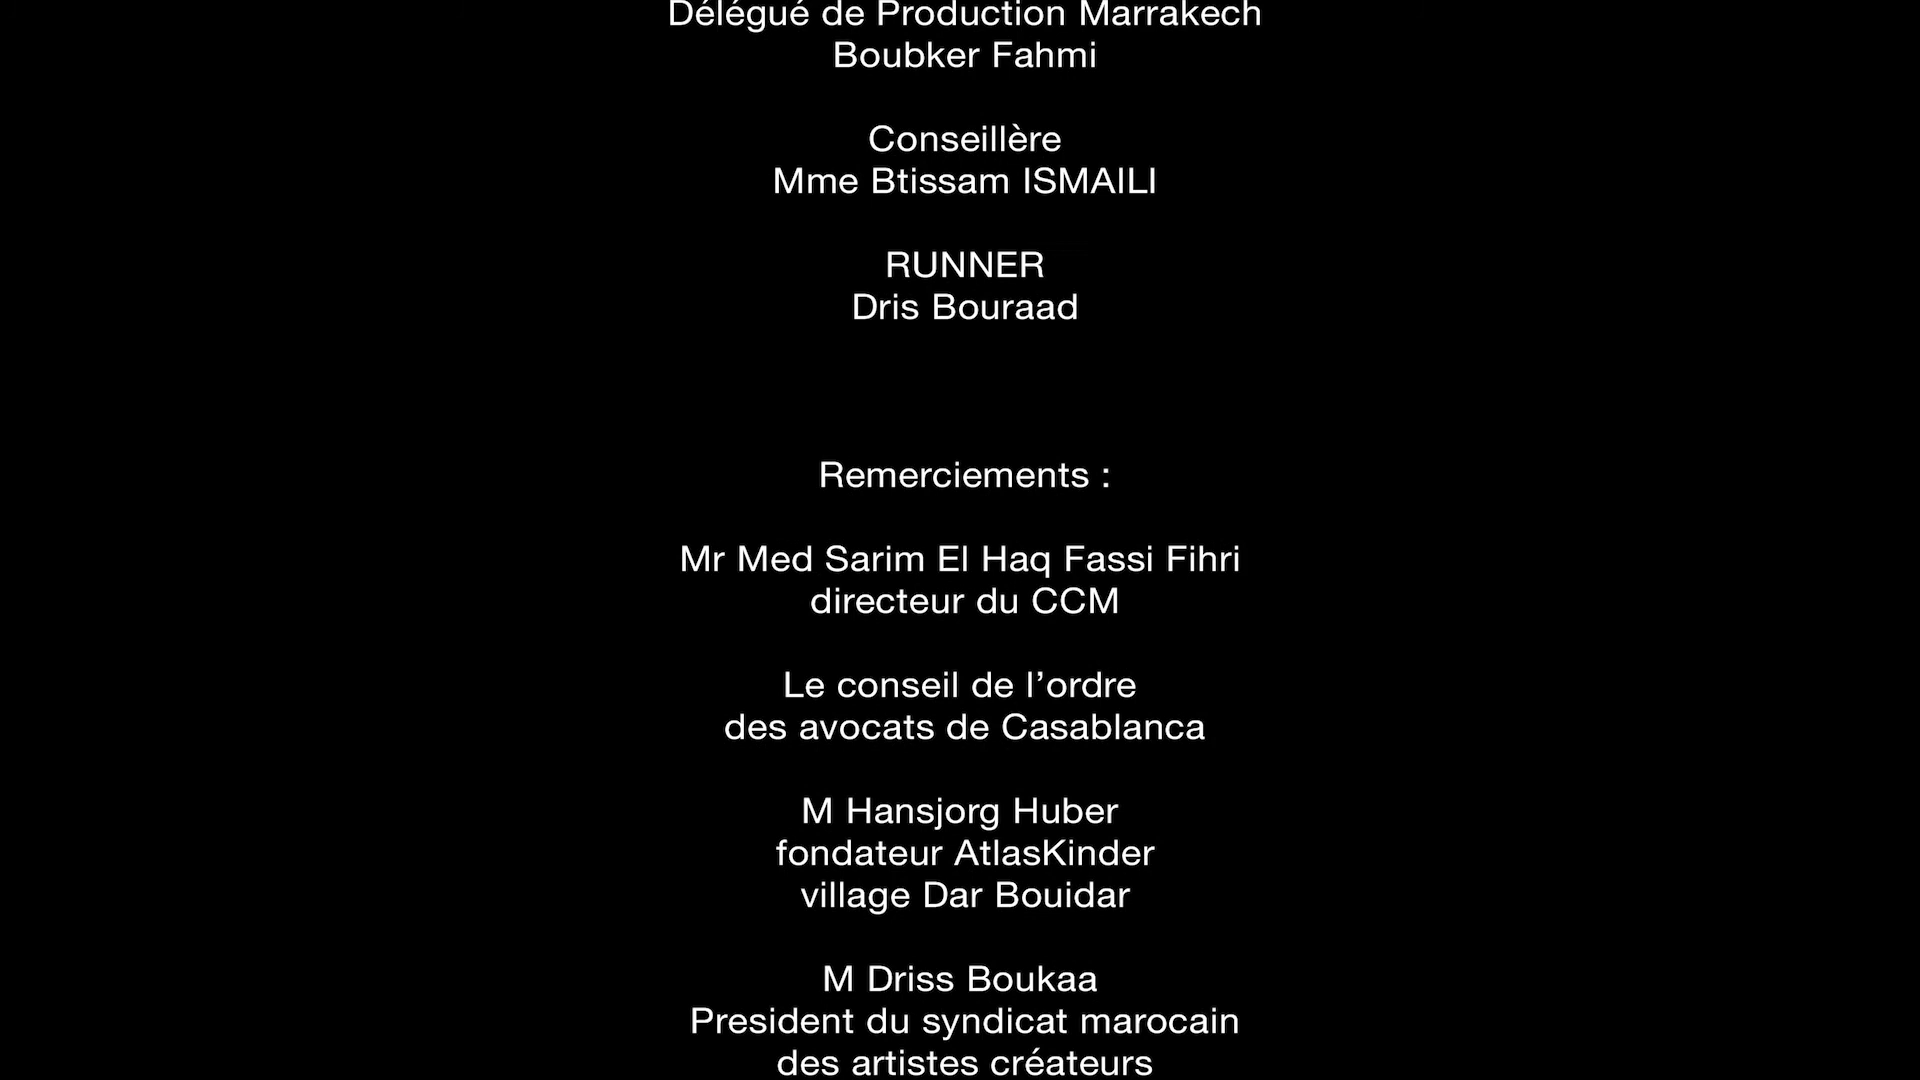 Délégué de Production Marrakech
Boubker Fahmi
Conseillère
Mme Btissam ISMAILI
RUNNER
Dris Bouraad
Remerciements :
Mr Med Sarim El Haq Fassi Fihri
directeur du CCM
Le conseil de l’ordre
des avocats de Casablanca
M Hansjorg Huber
fondateur AtlasKinder
village Dar Bouidar
M Driss Boukaa
President du syndicat marocain
des artistes créateurs